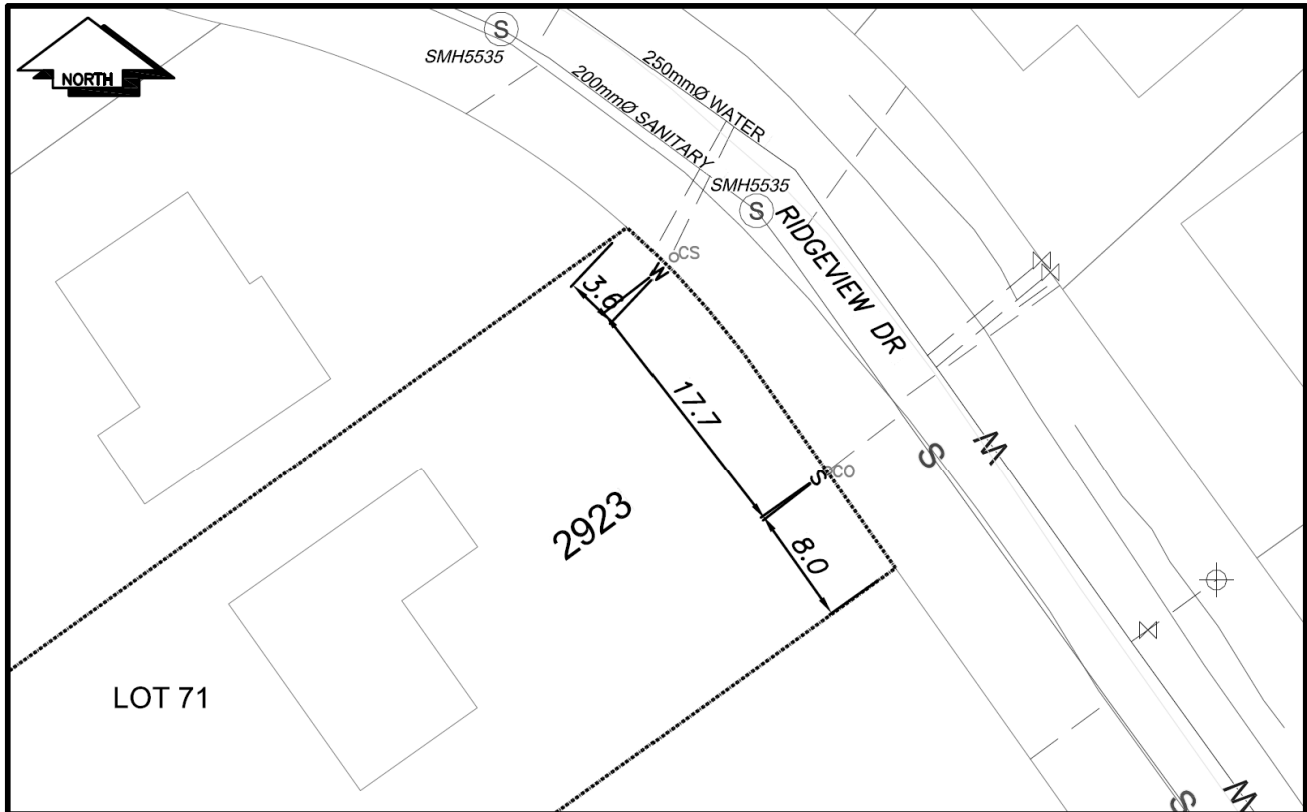 NORTH
S
SMH5535
250mmØ WATER
200mmØ SANITARY
SMH5535
S
RIDGEVIEW DR
CS
W
3.6
17.7
S
W
CO
S
8.0
2923
LOT 71
S
W